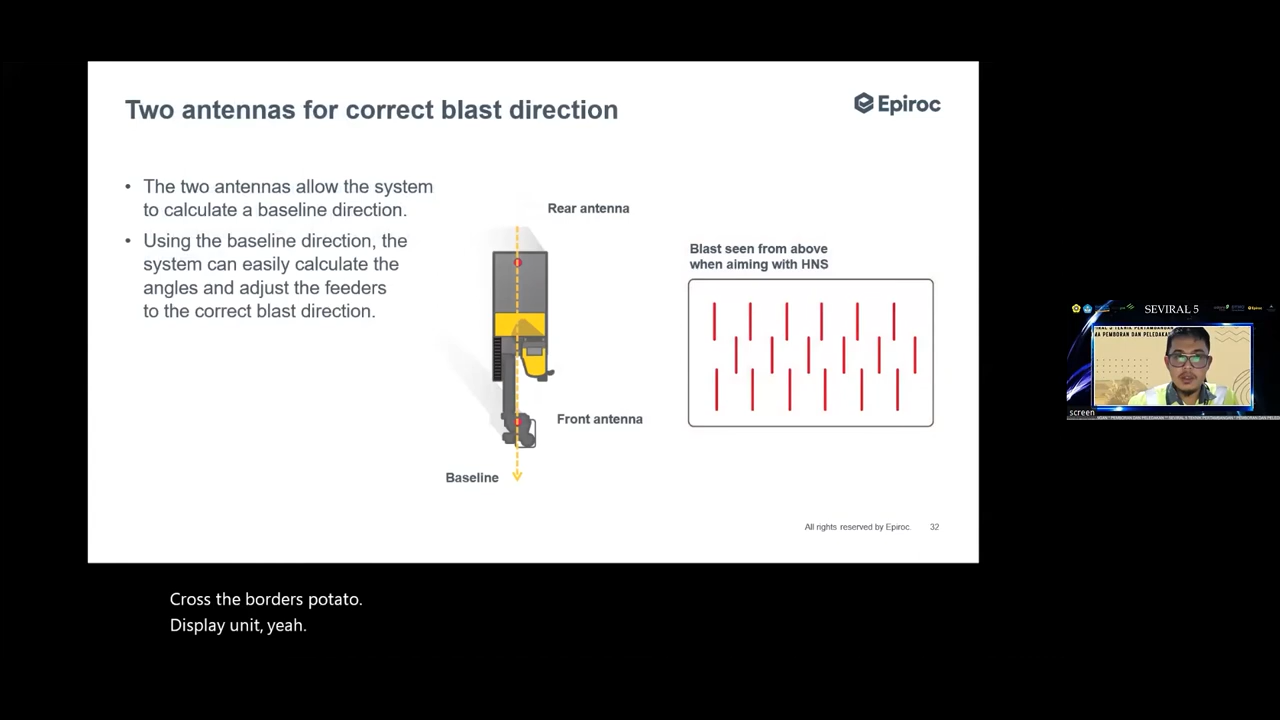 Two antennas for correct blast direction
Epiroc
• The two antennas allow the system
to calculate a baseline direction.
• Using the baseline direction, the
system can easily calculate the
angles and adjust the feeders
to the correct blast direction.
Rear antenna
Front antenna
Baseline
Blast seen from above
when aiming with HNS
All rights reserved by Epiroc.
32
SEVIRAL 5
screen
Cross the borders potato.
Display unit, yeah.